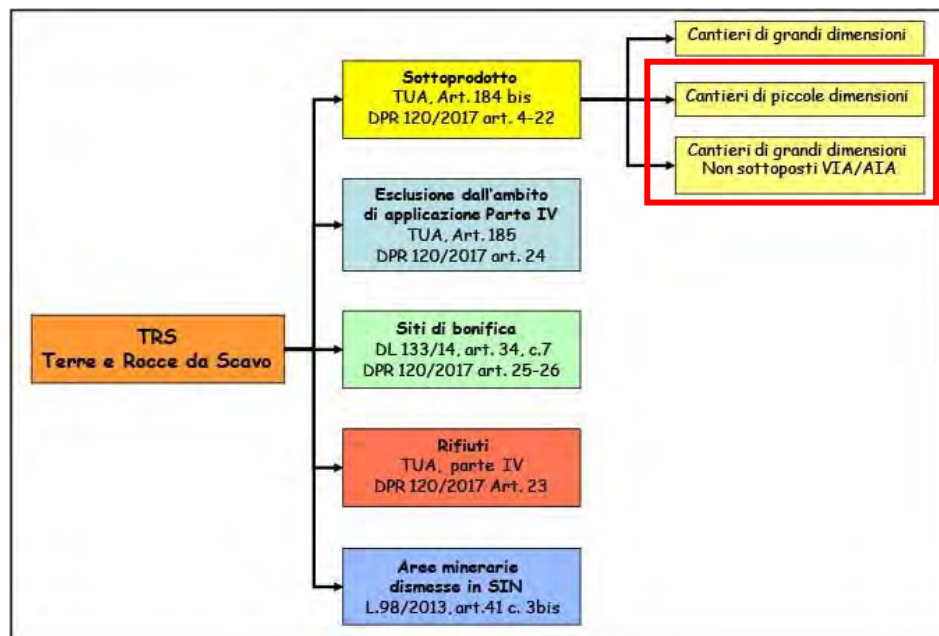 TRS
Terre e Rocce da Scavo
Sottoprodotto
TUA, Art. 184 bis
DPR 120/2017 art. 4-22
Cantieri di grandi dimensioni
Cantieri di piccole dimensioni
Cantieri di grandi dimensioni
Non sottoposti VIA/AIA
Esclusione dall'ambito
di applicazione Parte IV
TUA, Art. 185
DPR 120/2017 art. 24
Siti di bonifica
DL 133/14, art. 34, c.7
DPR 120/2017 art. 25-26
Rifiuti
TUA, parte IV
DPR 120/2017 Art. 23
Aree minerarie
dismesse in SIN
L.98/2013, art.41 c. 3bis